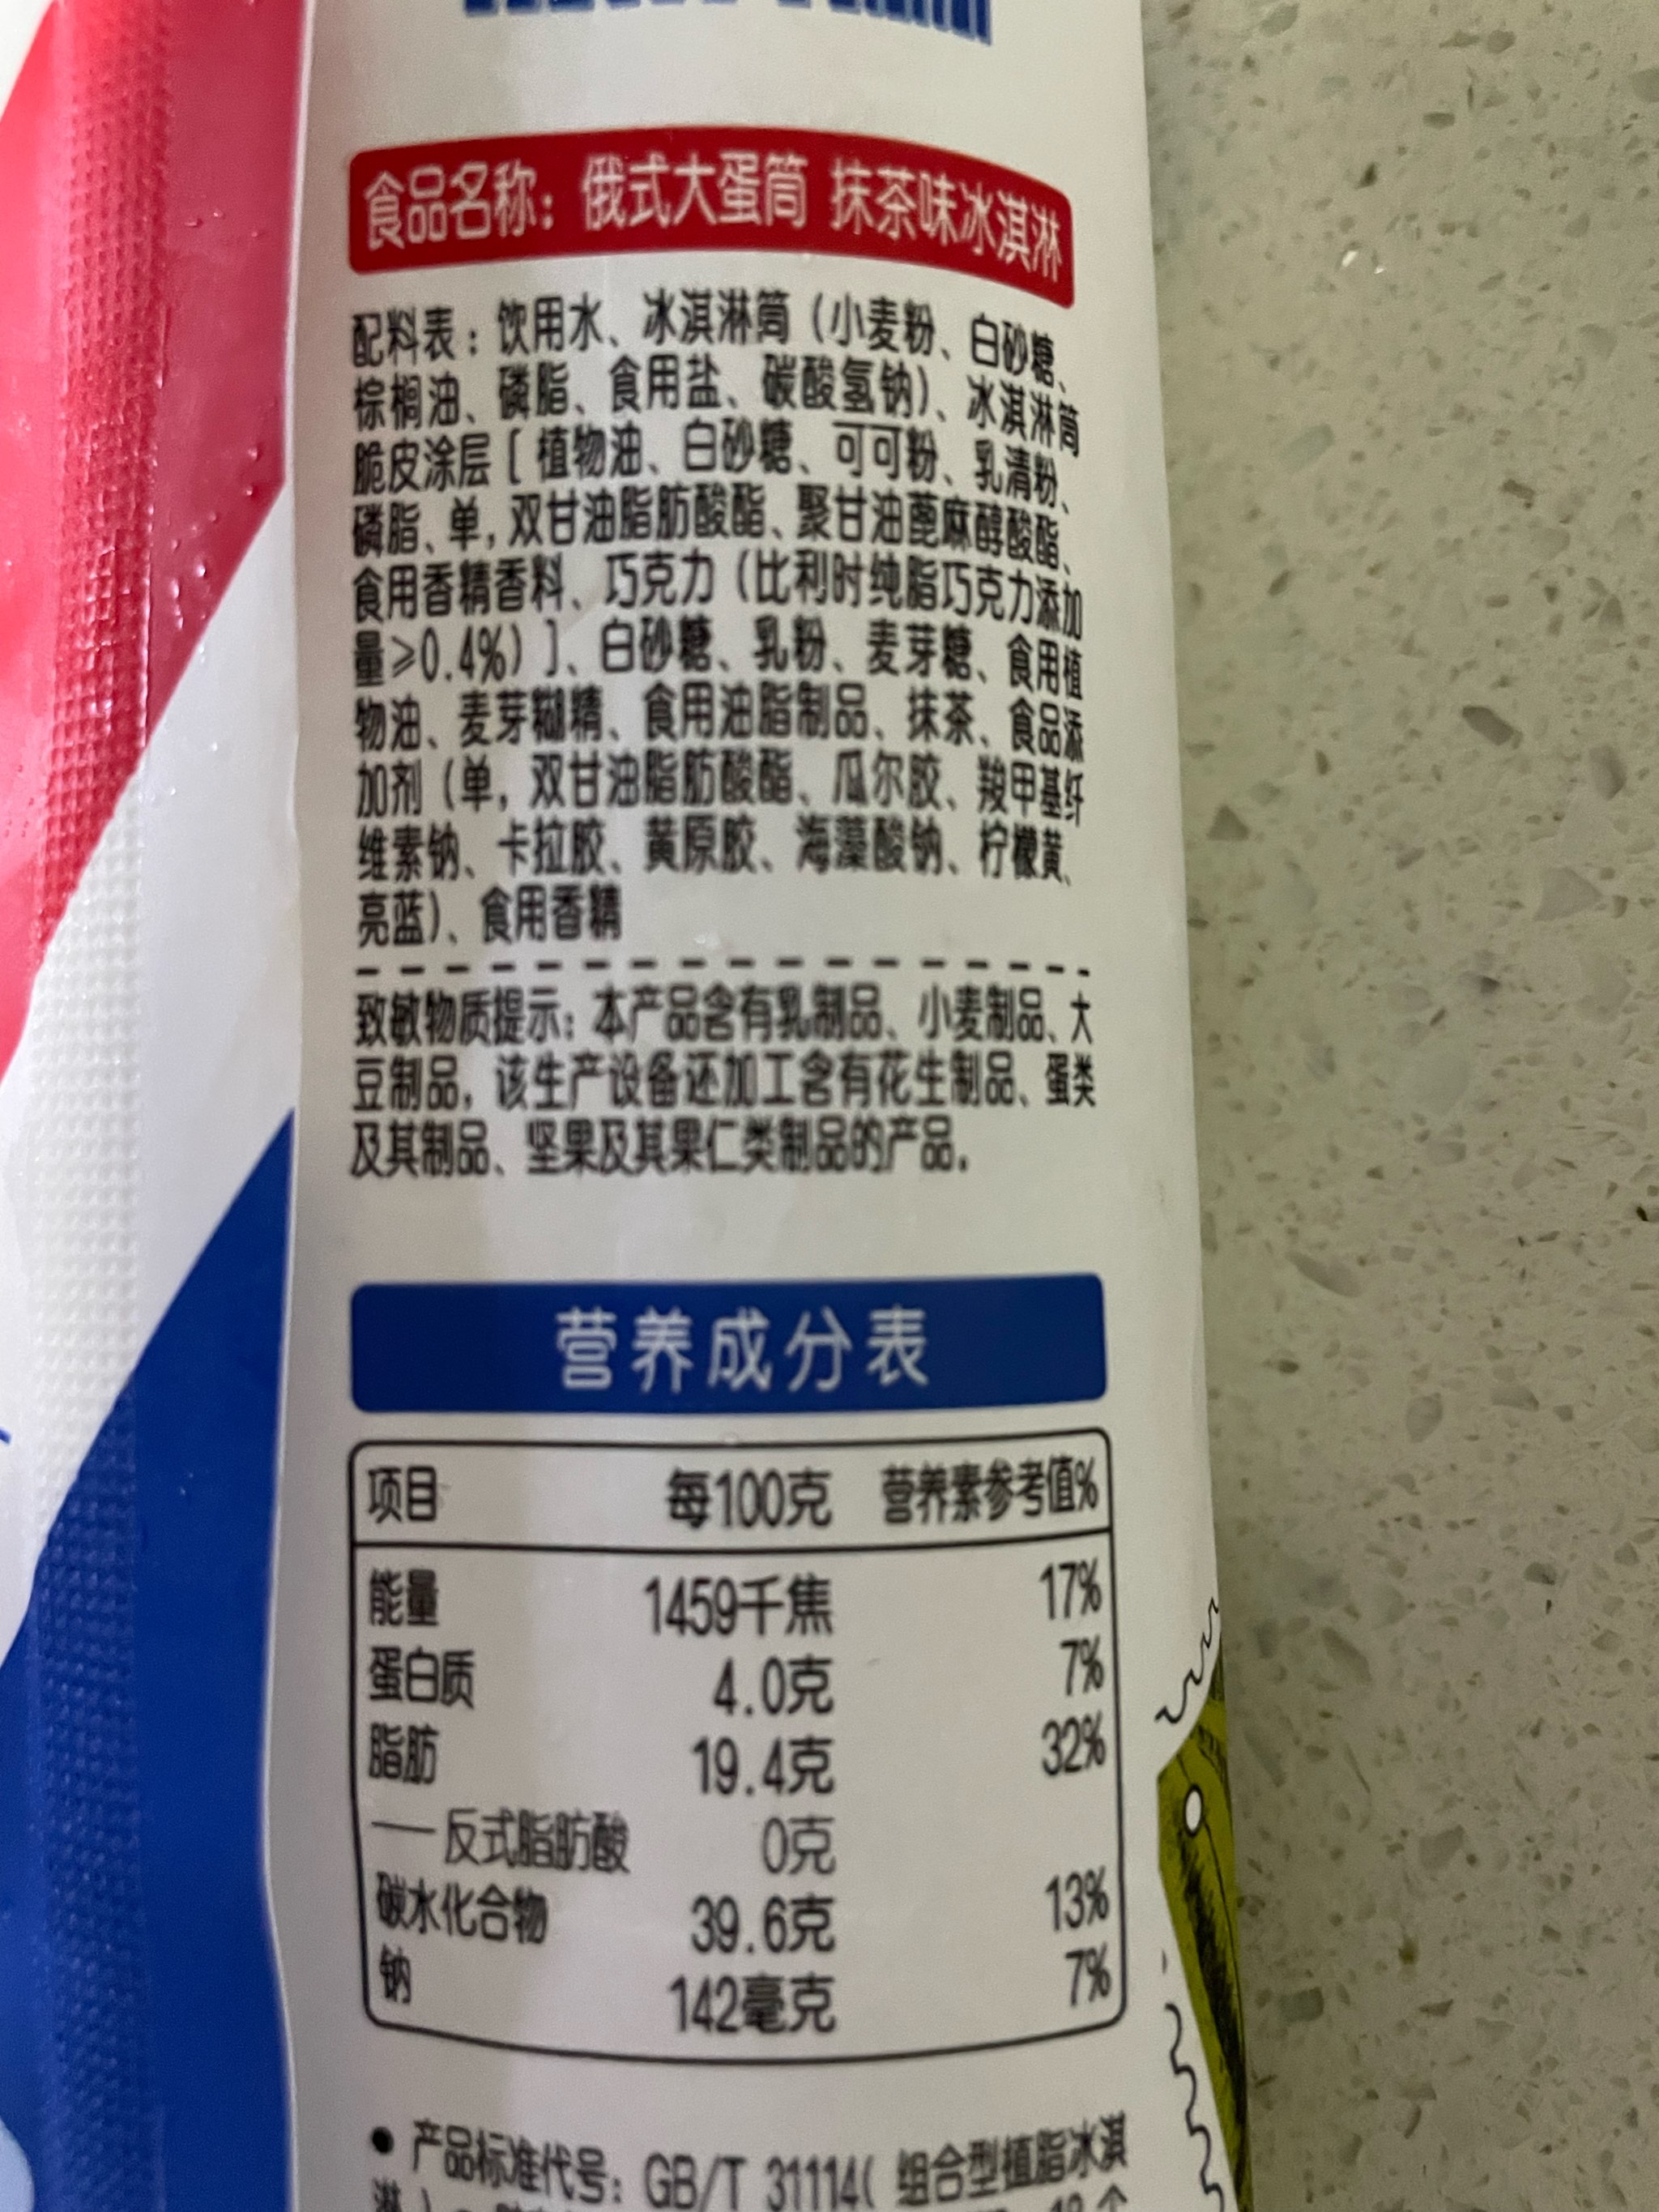 食品名称：俄式大蛋筒 抹茶味冰淇淋
配料表：饮用水、冰淇淋筒（小麦粉、白砂糖、
棕榈油、磷脂、食用盐、碳酸氢钠）、冰淇淋筒
脆皮涂层[植物油、白砂糖、可可粉、乳清粉、
磷脂、单，双甘油脂肪酸酯、聚甘油蓖麻醇酸酯、
食用香精香料、巧克力（比利时纯脂巧克力添加
量≥0.4%）]、白砂糖、乳粉、麦芽糖、食用植
物油、麦芽糊精、食用油脂制品、抹茶、食品添
加剂（单，双甘油脂肪酸酯、瓜尔胶、羧甲基纤
维素钠、卡拉胶、黄原胶、海藻酸钠、柠檬黄、
亮蓝）、食用香精
致敏物质提示：本产品含有乳制品、小麦制品、大
豆制品，该生产设备还加工含有花生制品、蛋类
及其制品、坚果及其果仁类制品的产品。
营养成分表
项目 每100克 营养素参考值%
能量 1459千焦 17%
蛋白质 4.0克 7%
脂肪 19.4克 32%
——反式脂肪酸 0克
碳水化合物 39.6克 13%
钠 142毫克 7%
● 产品标准代号：GB/T 31114（组合型植脂冰淇